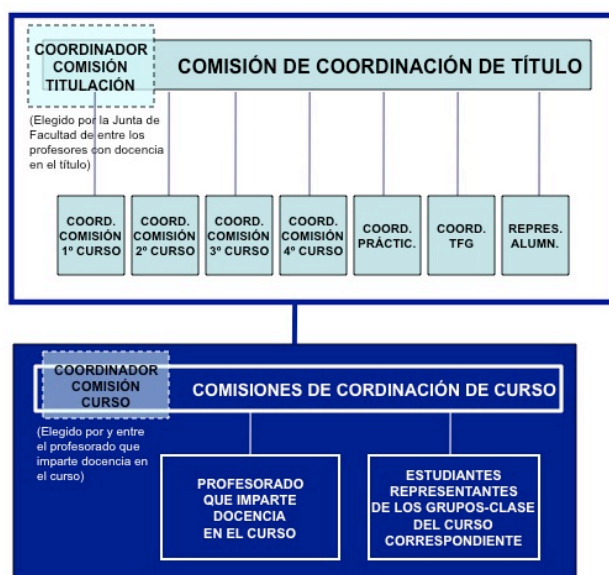 COORDINADOR
COMISIÓN
TITULACIÓN
COMISIÓN DE COORDINACIÓN DE TÍTULO
(Elegido por la Junta de
Facultad de entre los
profesores con docencia
en el título)
COORD.
COMISIÓN
1º CURSO
COORD.
COMISIÓN
2º CURSO
COORD.
COMISIÓN
3º CURSO
COORD.
COMISIÓN
4º CURSO
COORD.
PRÁCTIC.
COORD.
TFG
REPRES.
ALUMN.
COORDINADOR
COMISIÓN
CURSO
COMISIONES DE CORDINACIÓN DE CURSO
(Elegido por y entre
el profesorado que
imparte docencia en
el curso)
PROFESORADO
QUE IMPARTE
DOCENCIA
EN EL CURSO
ESTUDIANTES
REPRESENTANTES
DE LOS GRUPOS-CLASE
DEL CURSO
CORRESPONDIENTE